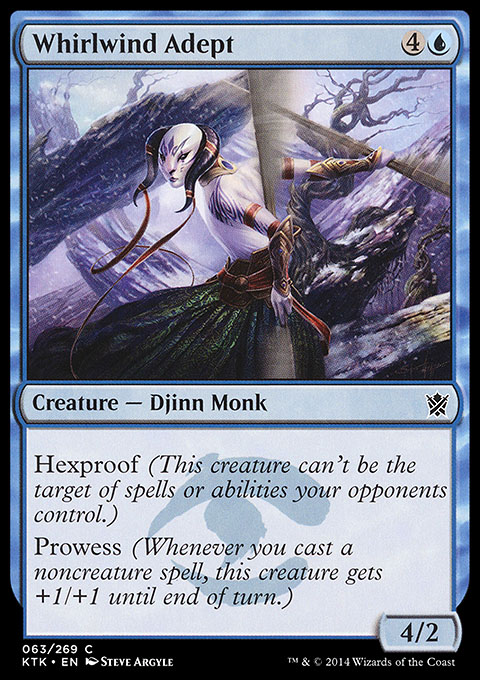 Whirlwind Adept 4
Creature — Djinn Monk
Hexproof (This creature can't be the
target of spells or abilities your opponents
control.)
Prowess (Whenever you cast a
noncreature spell, this creature gets
+1/+1 until end of turn.)
4/2
063/269 C
KTK • EN Steve Argyle
™ & © 2014 Wizards of the Coast